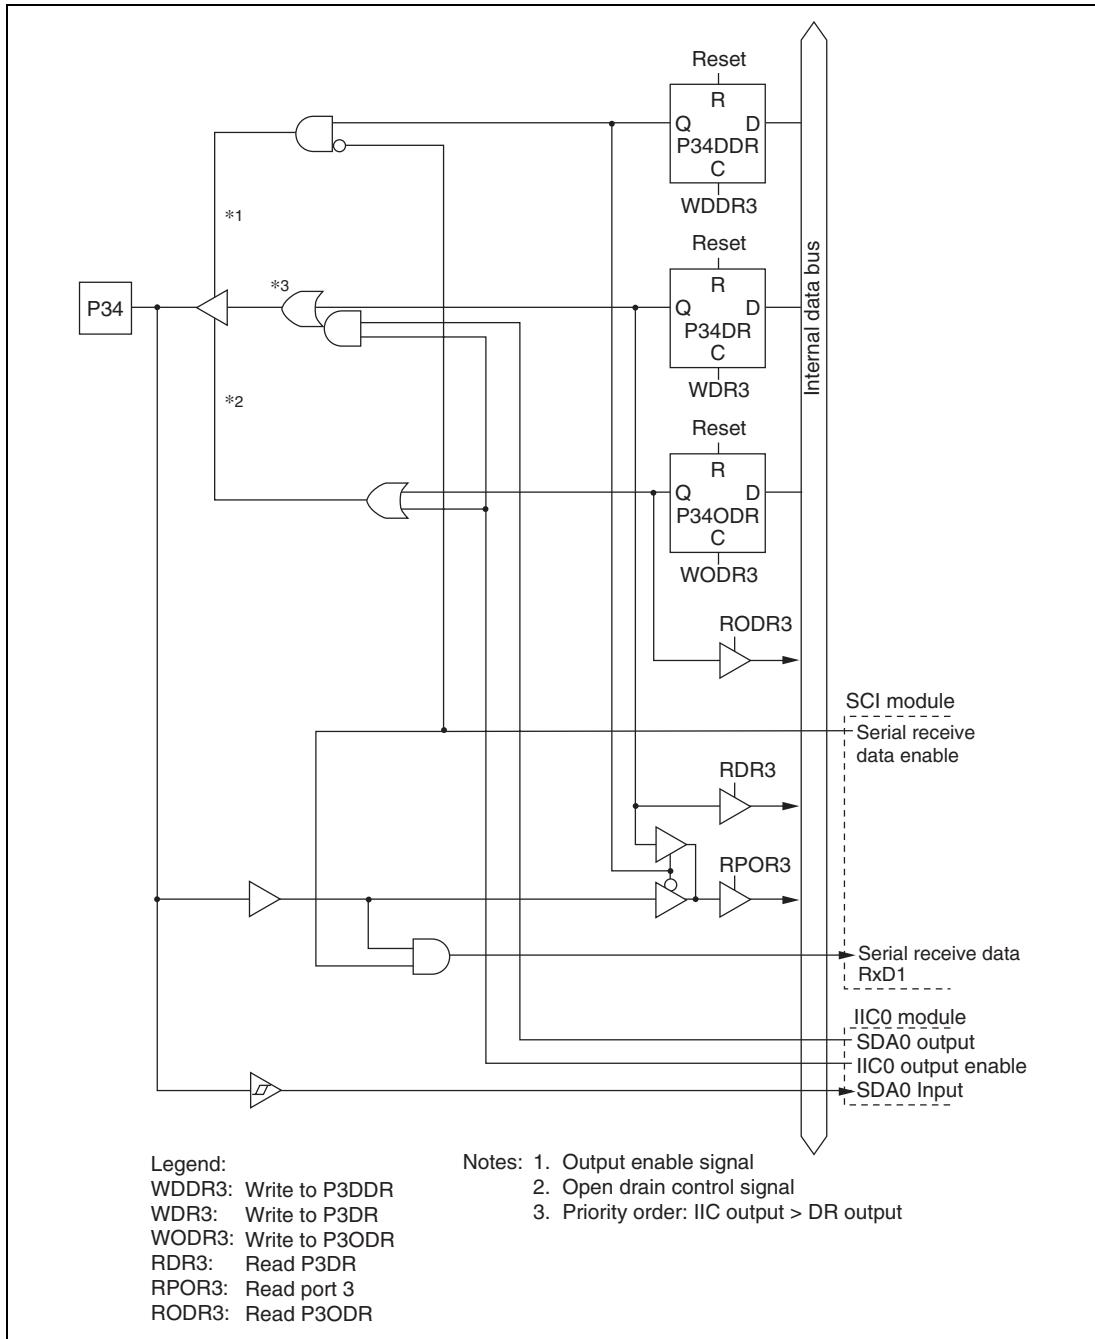 Reset
R
Q D
P34DDR
C
WDDR3
*1
Reset
R
P34
*3
Q D
P34DR
C
WDR3
Internal data bus
*2
Reset
R
Q D
P34ODR
C
WODR3
RODR3
SCI module
Serial receive
data enable
RDR3
RPOR3
Serial receive data
RxD1
IIC0 module
SDA0 output
IIC0 output enable
SDA0 Input
Legend:
WDDR3: Write to P3DDR
WDR3: Write to P3DR
WODR3: Write to P3ODR
RDR3: Read P3DR
RPOR3: Read port 3
RODR3: Read P3ODR
Notes: 1. Output enable signal
2. Open drain control signal
3. Priority order: IIC output > DR output